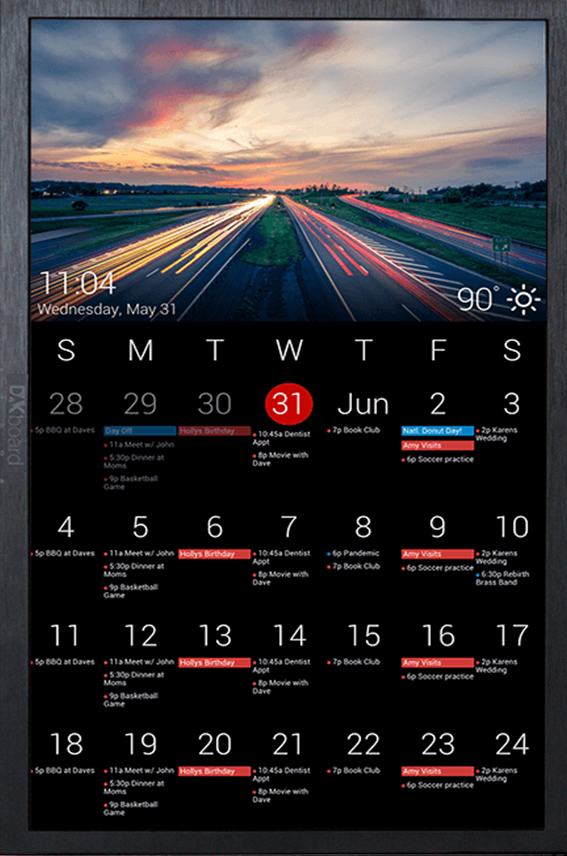 11:04
Wednesday, May 31
90°
S M T W T F S
28 29 30 31 Jun 2 3
5p BBQ at Daves
Day Off!
11a Meet w/ John
5:30p Dinner at
Moms
9p Basketball
Game
Hollys Birthday
10:45a Dentist
Appt
8p Movie with
Dave
7p Book Club
Natl. Donut Day!
Amy Visits
6p Soccer practice
2p Karens
Wedding
DXboard
4 5 6 7 8 9 10
5p BBQ at Daves
11a Meet w/ John
5:30p Dinner at
Moms
9p Basketball
Game
Hollys Birthday
10:45a Dentist
Appt
8p Movie with
Dave
6p Pandemic
7p Book Club
Amy Visits
6p Soccer practice
2p Karens
Wedding
6:30p Rebirth
Brass Band
11 12 13 14 15 16 17
5p BBQ at Daves
11a Meet w/ John
5:30p Dinner at
Moms
9p Basketball
Game
Hollys Birthday
10:45a Dentist
Appt
8p Movie with
Dave
7p Book Club
Amy Visits
6p Soccer practice
2p Karens
Wedding
18 19 20 21 22 23 24
5p BBQ at Daves
11a Meet w/ John
5:30p Dinner at
Moms
9p Basketball
Game
Hollys Birthday
10:45a Dentist
Appt
8p Movie with
Dave
7p Book Club
Amy Visits
6p Soccer practice
2p Karens
Wedding